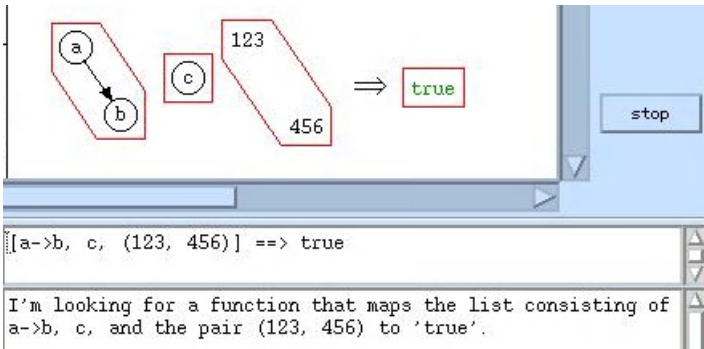 a
123
c
⟹
true
b
456
stop
[a->b, c, (123, 456)] ==> true
I'm looking for a function that maps the list consisting of
a->b, c, and the pair (123, 456) to 'true'.